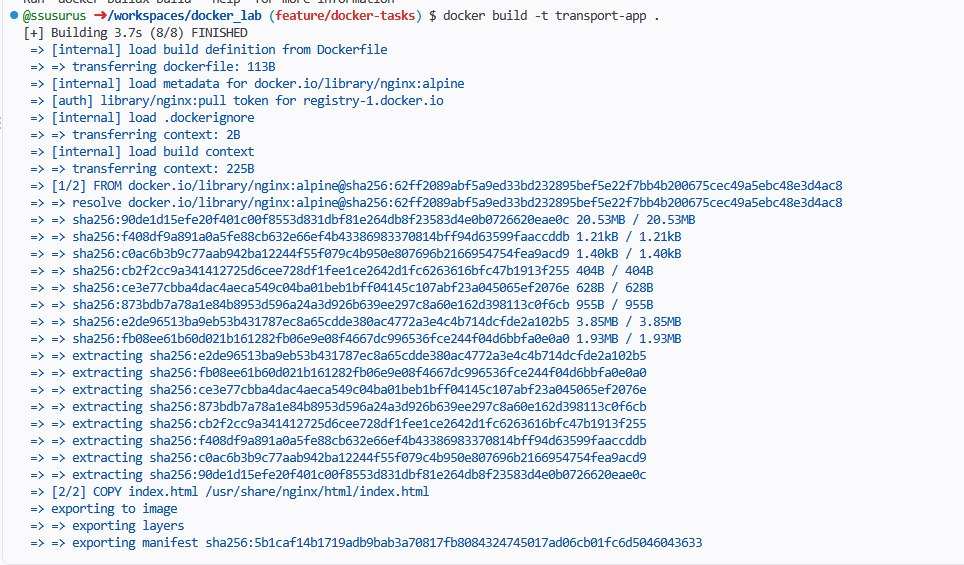 @ssusurus ➜/workspaces/docker_lab (feature/docker-tasks) $ docker build -t transport-app .
[+] Building 3.7s (8/8) FINISHED
=> [internal] load build definition from Dockerfile
=> => transferring dockerfile: 113B
=> [internal] load metadata for docker.io/library/nginx:alpine
=> [auth] library/nginx:pull token for registry-1.docker.io
=> [internal] load .dockerignore
=> => transferring context: 2B
=> [internal] load build context
=> => transferring context: 225B
=> [1/2] FROM docker.io/library/nginx:alpine@sha256:62ff2089abf5a9ed33bd232895bef5e22f7bb4b200675cec49a5ebc48e3d4ac8
=> => resolve docker.io/library/nginx:alpine@sha256:62ff2089abf5a9ed33bd232895bef5e22f7bb4b200675cec49a5ebc48e3d4ac8
=> => sha256:90de1d15efe20f401c00f8553d831dbf81e264db8f23583d4e0b0726620eae0c 20.53MB / 20.53MB
=> => sha256:f408df9a891a0a5fe88cb632e66ef4b43386983370814bff94d63599faaccddb 1.21kB / 1.21kB
=> => sha256:c0ac6b3b9c77aab942ba12244f55f079c4b950e807696b2166954754fea9acd9 1.40kB / 1.40kB
=> => sha256:cb2f2cc9a341412725d6cee728df1fee1ce2642d1fc6263616bfc47b1913f255 404B / 404B
=> => sha256:ce3e77cbba4dac4aeca549c04ba01beb1bff04145c107abf23a045065ef2076e 628B / 628B
=> => sha256:873bdb7a78a1e84b8953d596a24a3d926b639ee297c8a60e162d398113c0f6cb 955B / 955B
=> => sha256:e2de96513ba9eb53b431787ec8a65cdde380ac4772a3e4c4b714dcfde2a102b5 3.85MB / 3.85MB
=> => sha256:fb08ee61b60d021b161282fb06e9e08f4667dc996536fce244f04d6bbfa0e0a0 1.93MB / 1.93MB
=> => extracting sha256:e2de96513ba9eb53b431787ec8a65cdde380ac4772a3e4c4b714dcfde2a102b5
=> => extracting sha256:fb08ee61b60d021b161282fb06e9e08f4667dc996536fce244f04d6bbfa0e0a0
=> => extracting sha256:ce3e77cbba4dac4aeca549c04ba01beb1bff04145c107abf23a045065ef2076e
=> => extracting sha256:873bdb7a78a1e84b8953d596a24a3d926b639ee297c8a60e162d398113c0f6cb
=> => extracting sha256:cb2f2cc9a341412725d6cee728df1fee1ce2642d1fc6263616bfc47b1913f255
=> => extracting sha256:f408df9a891a0a5fe88cb632e66ef4b43386983370814bff94d63599faaccddb
=> => extracting sha256:c0ac6b3b9c77aab942ba12244f55f079c4b950e807696b2166954754fea9acd9
=> => extracting sha256:90de1d15efe20f401c00f8553d831dbf81e264db8f23583d4e0b0726620eae0c
=> [2/2] COPY index.html /usr/share/nginx/html/index.html
=> exporting to image
=> => exporting layers
=> => exporting manifest sha256:5b1caf14b1719adb9bab3a70817fb8084324745017ad06cb01fc6d5046043633